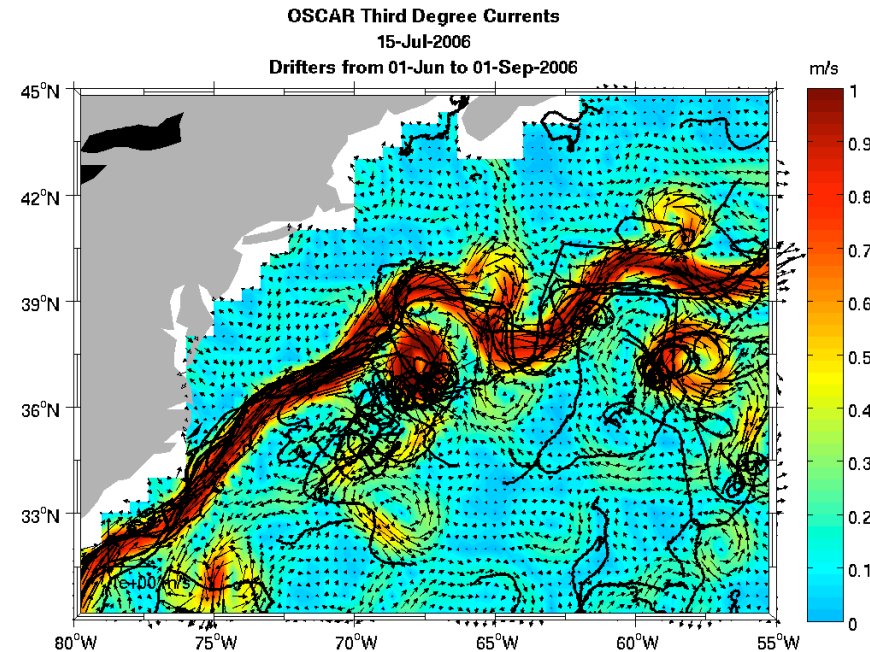 OSCAR Third Degree Currents
15-Jul-2006
Drifters from 01-Jun to 01-Sep-2006
m/s
45°N
42°N
39°N
36°N
33°N
80°W
75°W
70°W
65°W
60°W
55°W
1
0.9
0.8
0.7
0.6
0.5
0.4
0.3
0.2
0.1
0